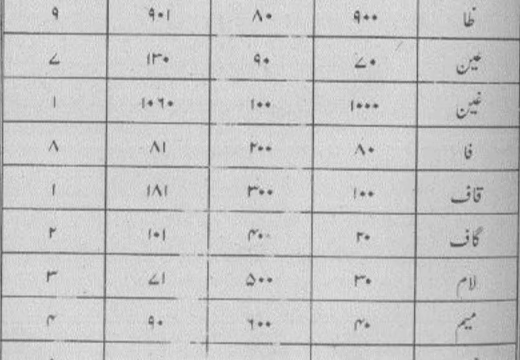 ظا ۹۰۰ ۸۰ ۹۰۱ ۹
عین ۷۰ ۹۰ ۱۳۰ ۷
غین ۱۰۰۰ ۱۰۰ ۱۰۶۰ ۱
فا ۸۰ ۲۰۰ ۸۱ ۸
قاف ۱۰۰ ۳۰۰ ۱۸۱ ۱
گاف ۲۰ ۴۰۰ ۱۰۱ ۲
لام ۳۰ ۵۰۰ ۷۱ ۳
میم ۴۰ ۶۰۰ ۹۰ ۴